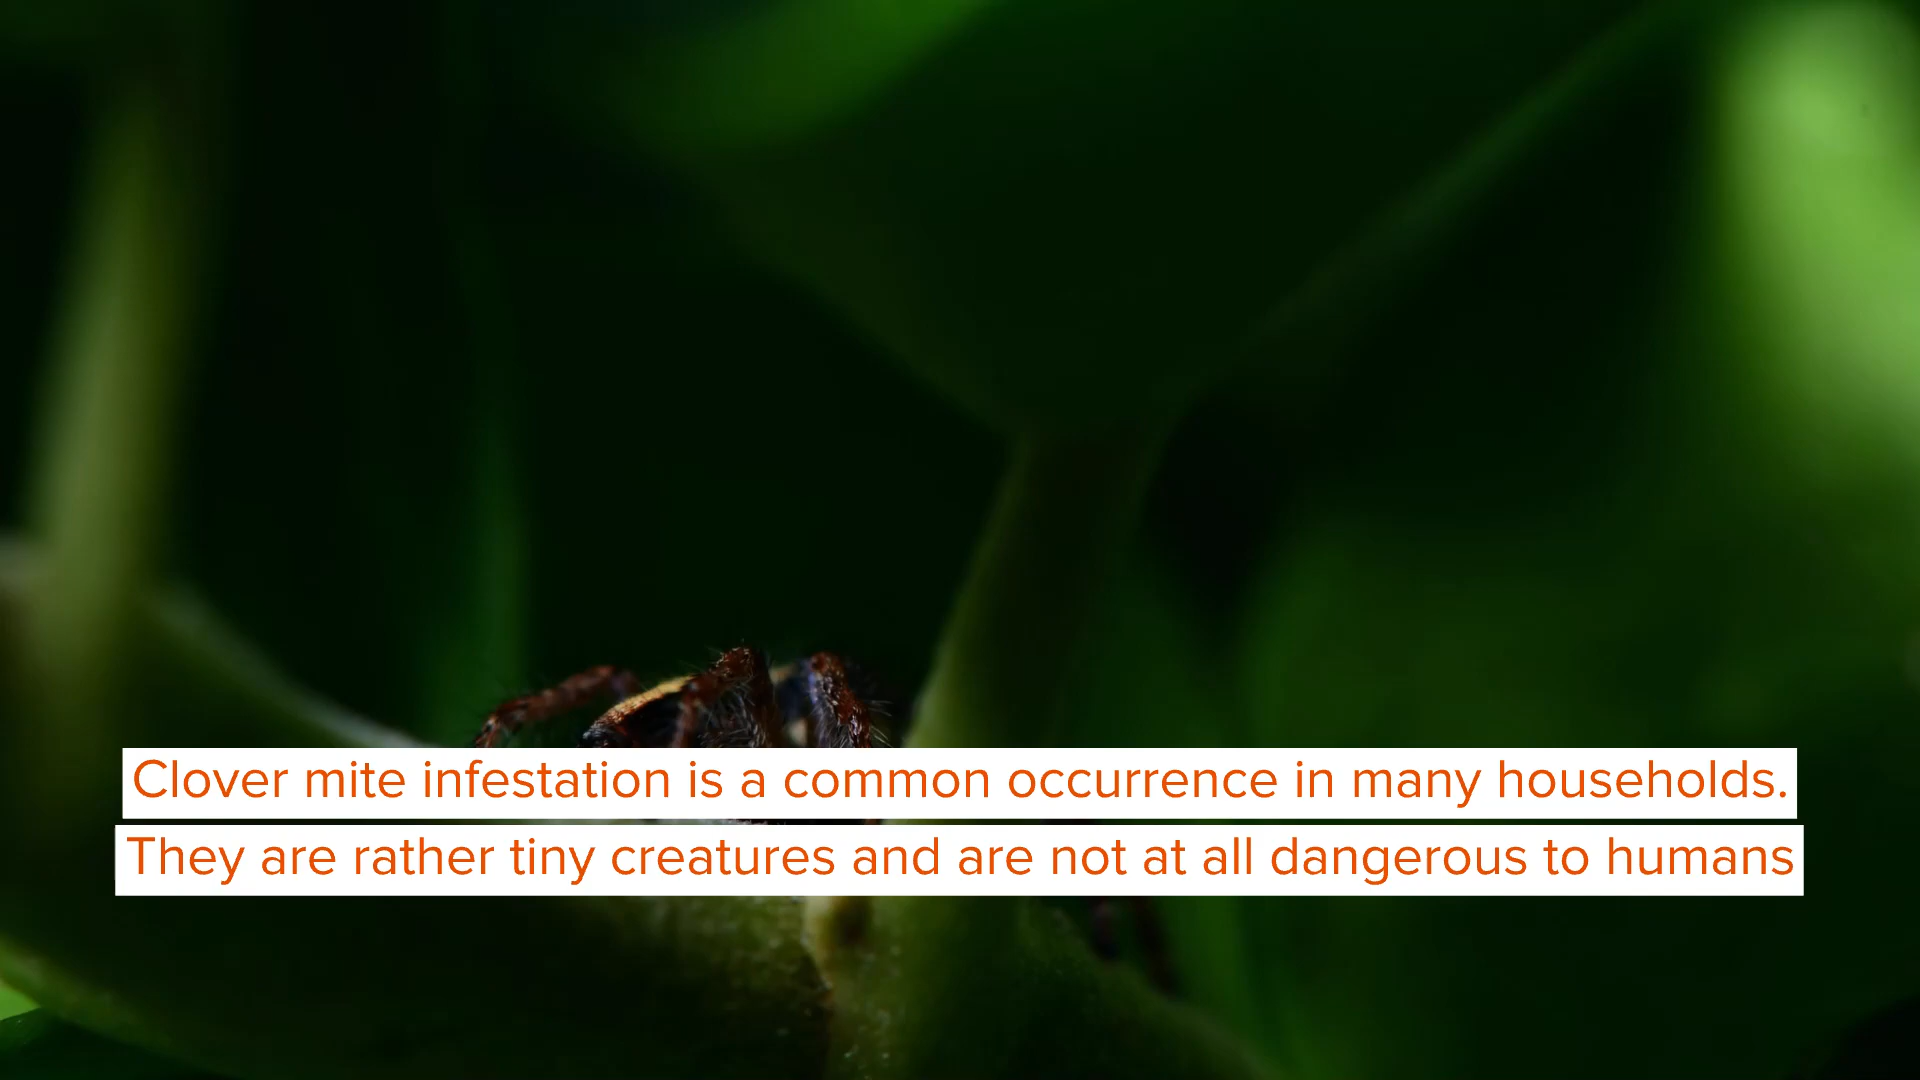 Clover mite infestation is a common occurrence in many households.
They are rather tiny creatures and are not at all dangerous to humans